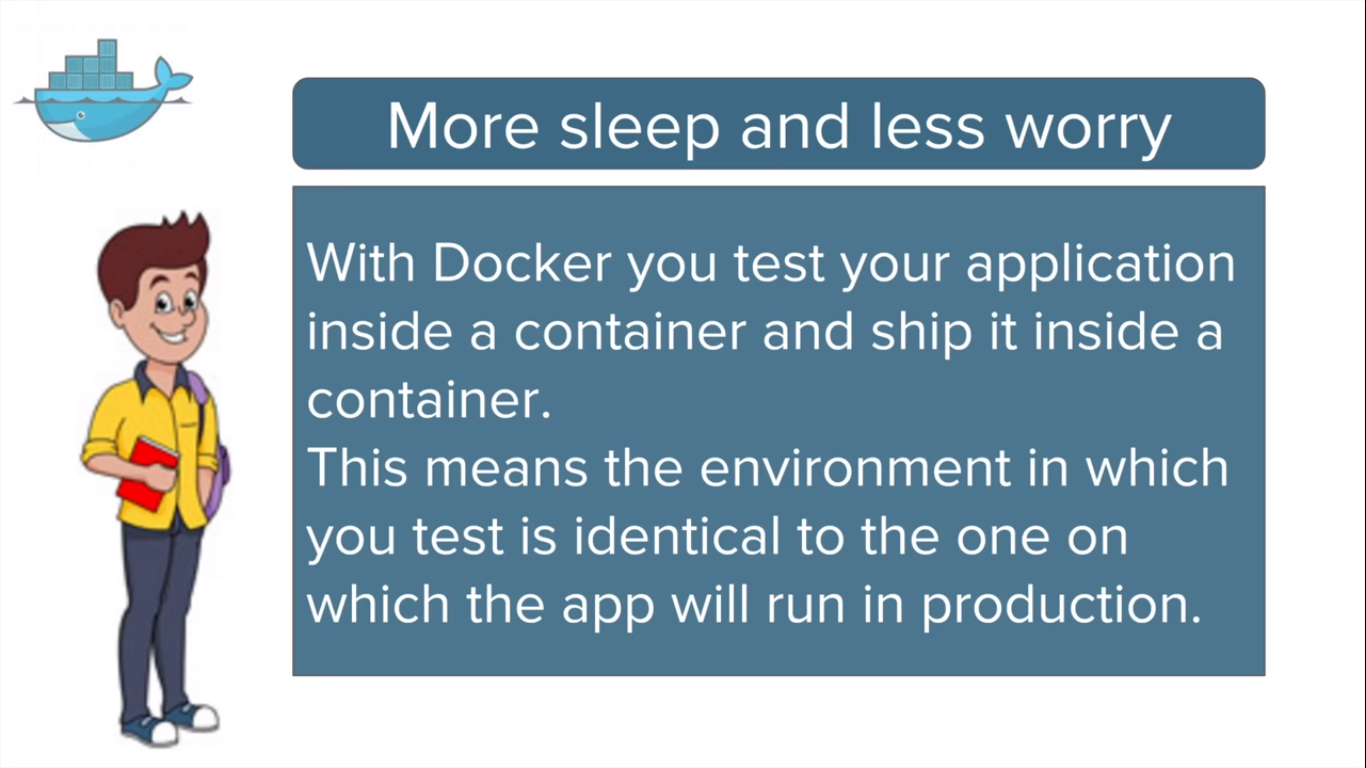 More sleep and less worry
With Docker you test your application
inside a container and ship it inside a
container.
This means the environment in which
you test is identical to the one on
which the app will run in production.